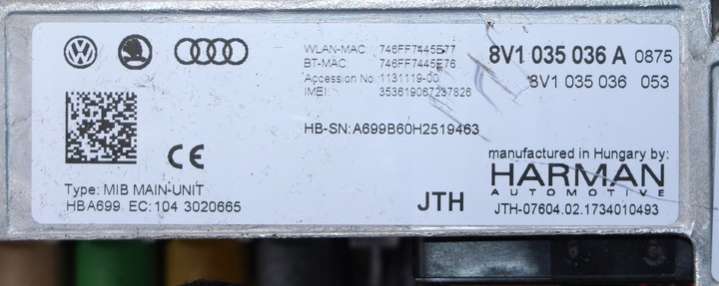 WLAN-MAC 746FF7445E77
BT-MAC 746FF7445E76
Accession No. 1131119-00
IMEI: 353619067237826
8V1 035 036 A 0875
8V1 035 036 053
HB-SN: A699B60H2519463
CE
Type: MIB MAIN-UNIT
HBA699 EC: 104 3020665
JTH
manufactured in Hungary by:
HARMAN
AUTOMOTIVE
JTH-07604.02.1734010493